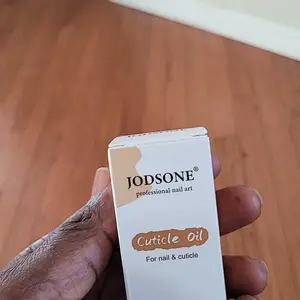 JODSONE®
professional nail art
Cuticle Oil
For nail & cuticle